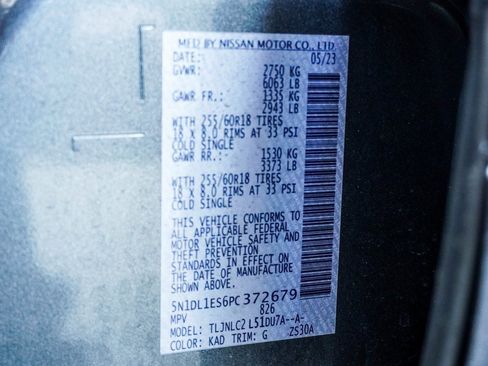 MFD BY NISSAN MOTOR CO., LTD
DATE: 05/23
GVWR: 2750 KG
6063 LB
GAWR FR.: 1335 KG
2943 LB
WITH 255/60R18 TIRES
18 X 8.0 RIMS AT 33 PSI
COLD SINGLE
GAWR RR.: 1530 KG
3373 LB
WITH 255/60R18 TIRES
18 X 8.0 RIMS AT 33 PSI
COLD SINGLE
THIS VEHICLE CONFORMS TO
ALL APPLICABLE FEDERAL
MOTOR VEHICLE SAFETY AND
THEFT PREVENTION
STANDARDS IN EFFECT ON
THE DATE OF MANUFACTURE
SHOWN ABOVE.
5N1DL1ES6PC372679
MPV 826
MODEL: TLJNLC2 L51DU7A--A-
COLOR: KAD TRIM: G ZS30A